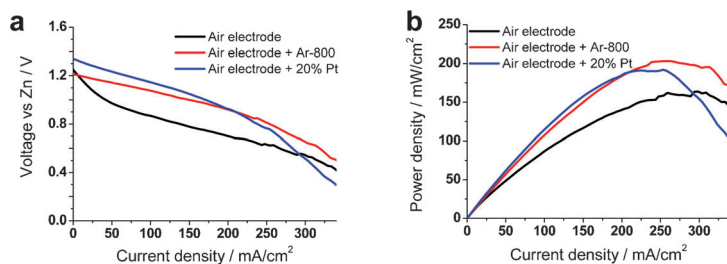 a
Air electrode
Air electrode + Ar-800
Air electrode + 20% Pt
Voltage vs Zn / V
1.6
1.2
0.8
0.4
0.0
0 50 100 150 200 250 300
Current density / mA/cm²
b
Air electrode
Air electrode + Ar-800
Air electrode + 20% Pt
Power density / mW/cm²
250
200
150
100
50
0
0 50 100 150 200 250 300
Current density / mA/cm²